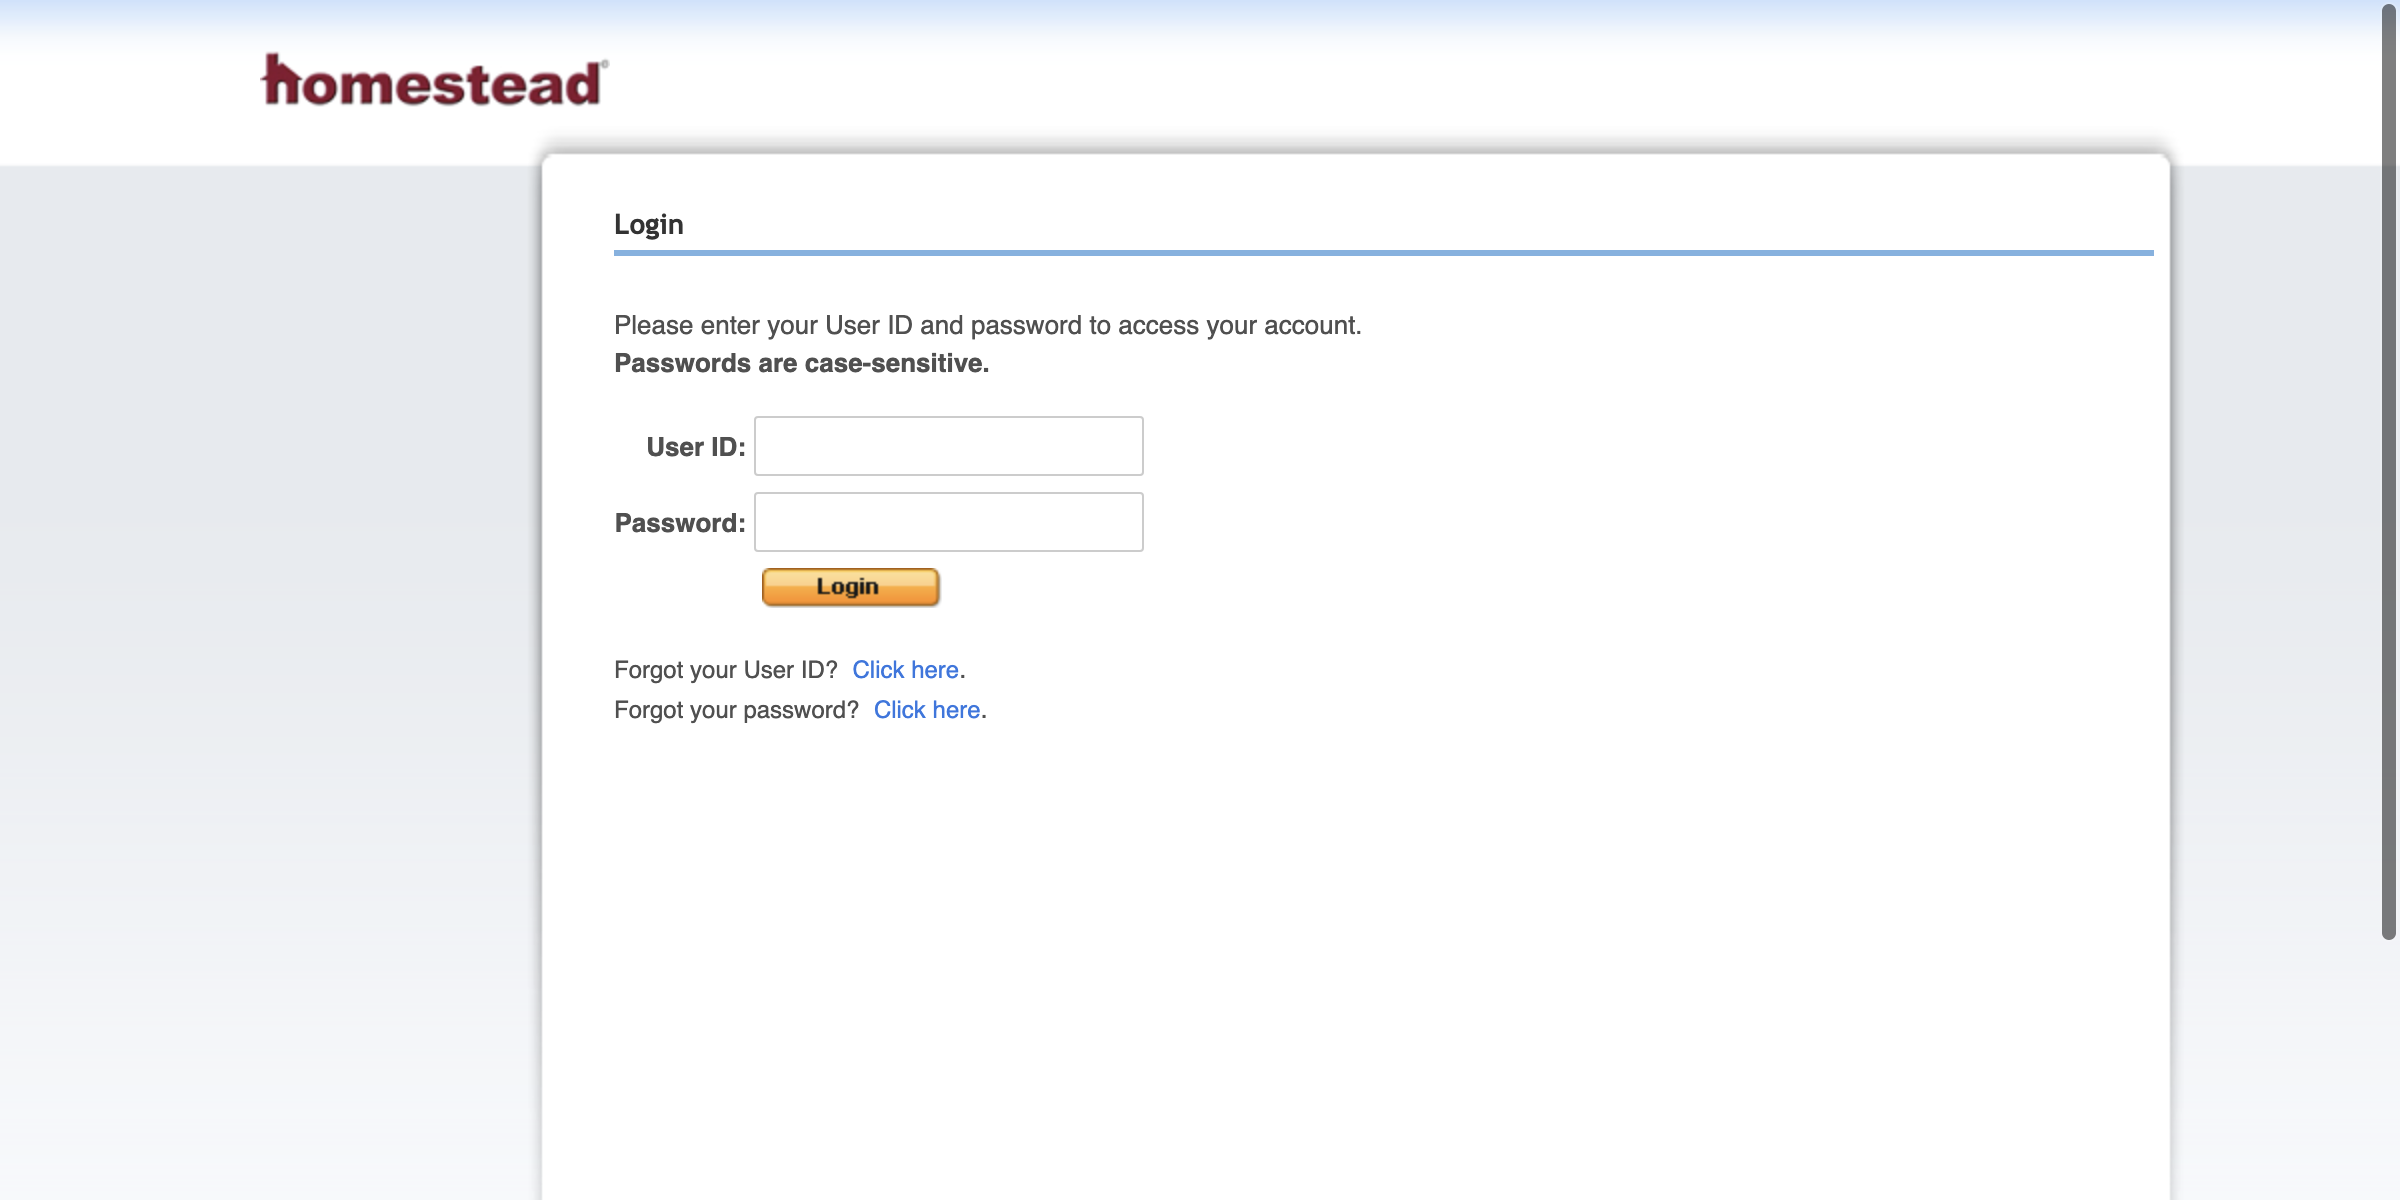 homestead®
Login
Please enter your User ID and password to access your account.
Passwords are case-sensitive.
User ID:
Password:
Login
Forgot your User ID? Click here.
Forgot your password? Click here.